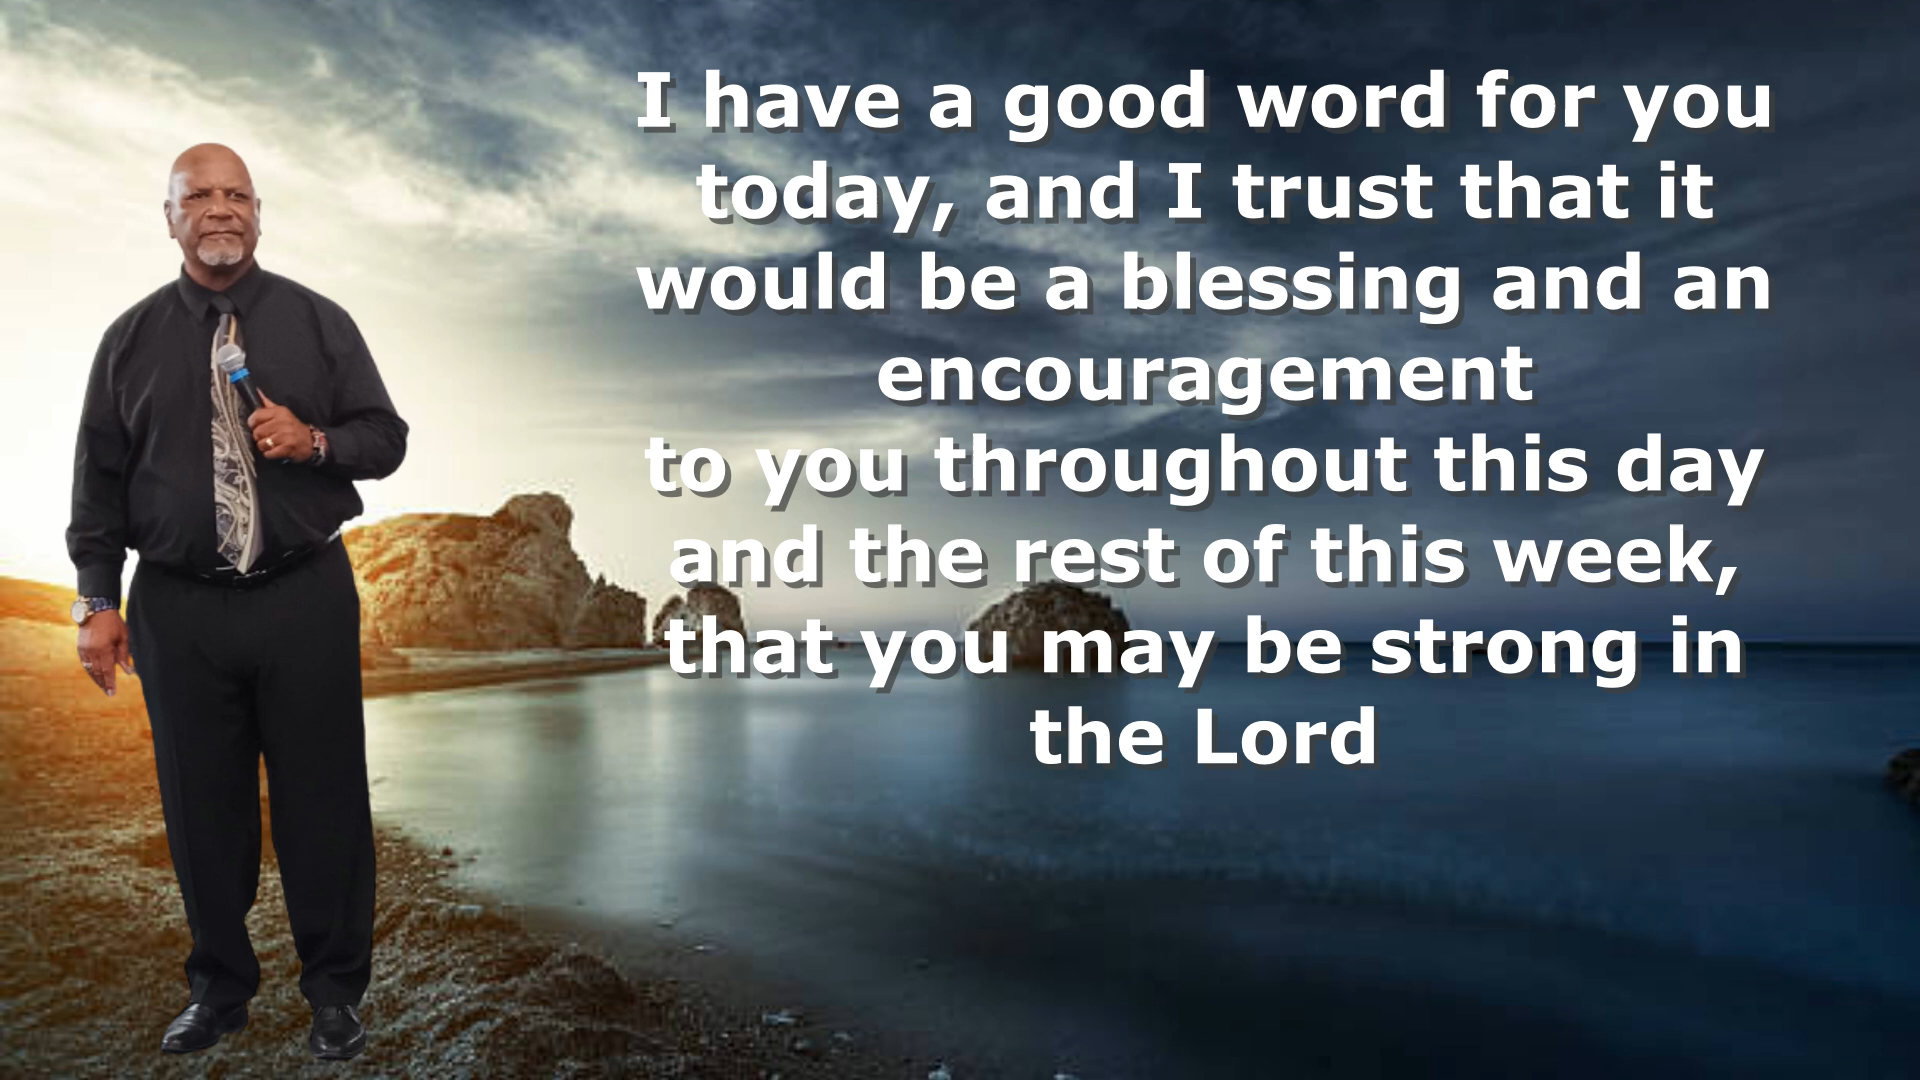 I have a good word for you
today, and I trust that it
would be a blessing and an
encouragement
to you throughout this day
and the rest of this week,
that you may be strong in
the Lord